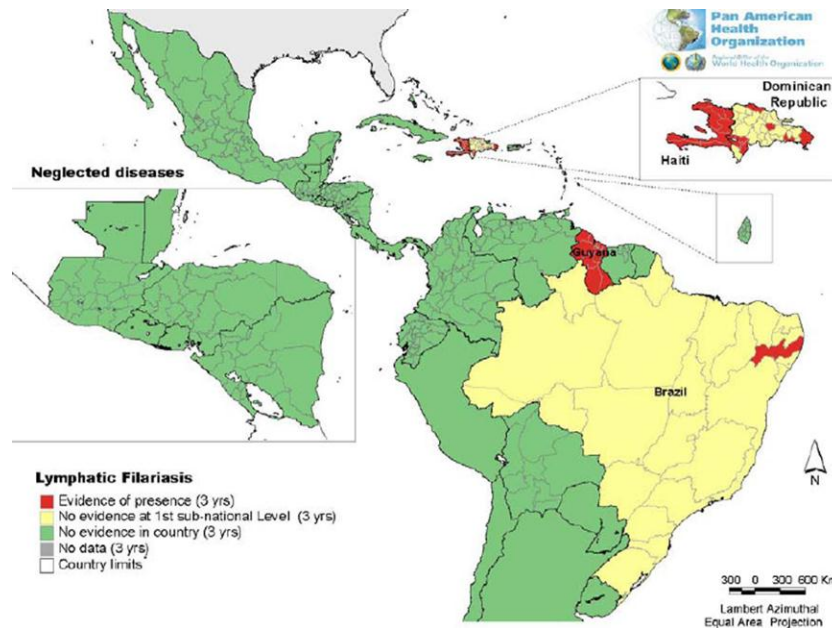 Pan American
Health
Organization
Regional Office of the
World Health Organization
Dominican
Republic
Haiti
Neglected diseases
Guyana
Brazil
Lymphatic Filariasis
Evidence of presence (3 yrs)
No evidence at 1st sub-national Level (3 yrs)
No evidence in country (3 yrs)
No data (3 yrs)
Country limits
N
300 0 300 600 Km
Lambert Azimuthal
Equal Area Projection